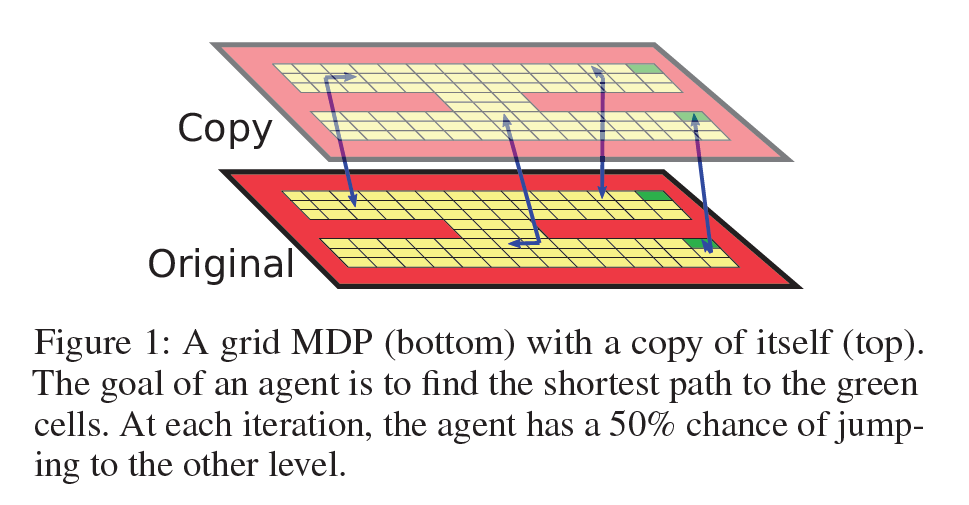 Copy
Original
Figure 1: A grid MDP (bottom) with a copy of itself (top).
The goal of an agent is to find the shortest path to the green
cells. At each iteration, the agent has a 50% chance of jump-
ing to the other level.